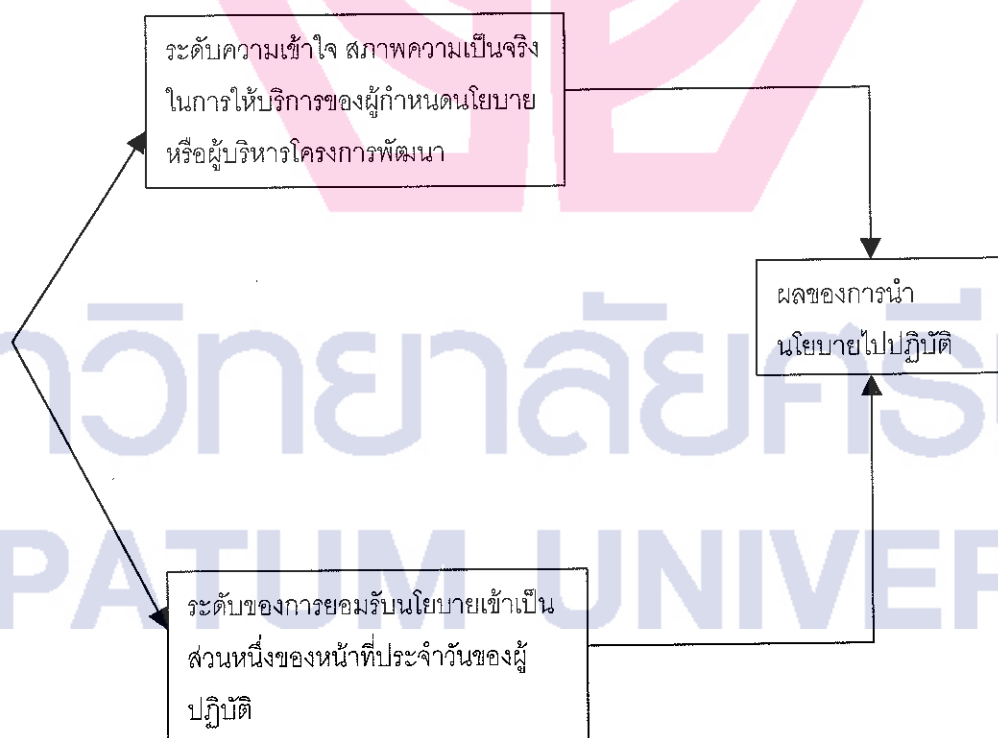 ระดับความเข้าใจ สภาพความเป็นจริง
ในการให้บริการของผู้กำหนดนโยบาย
หรือผู้บริหารโครงการพัฒนา
ผลของการนำ
นโยบายไปปฏิบัติ
าวิทยาลัยศรี
PATUM UNIVER
ระดับของการยอมรับนโยบายเข้าเป็น
ส่วนหนึ่งของหน้าที่ประจำวันของผู้
ปฏิบัติ